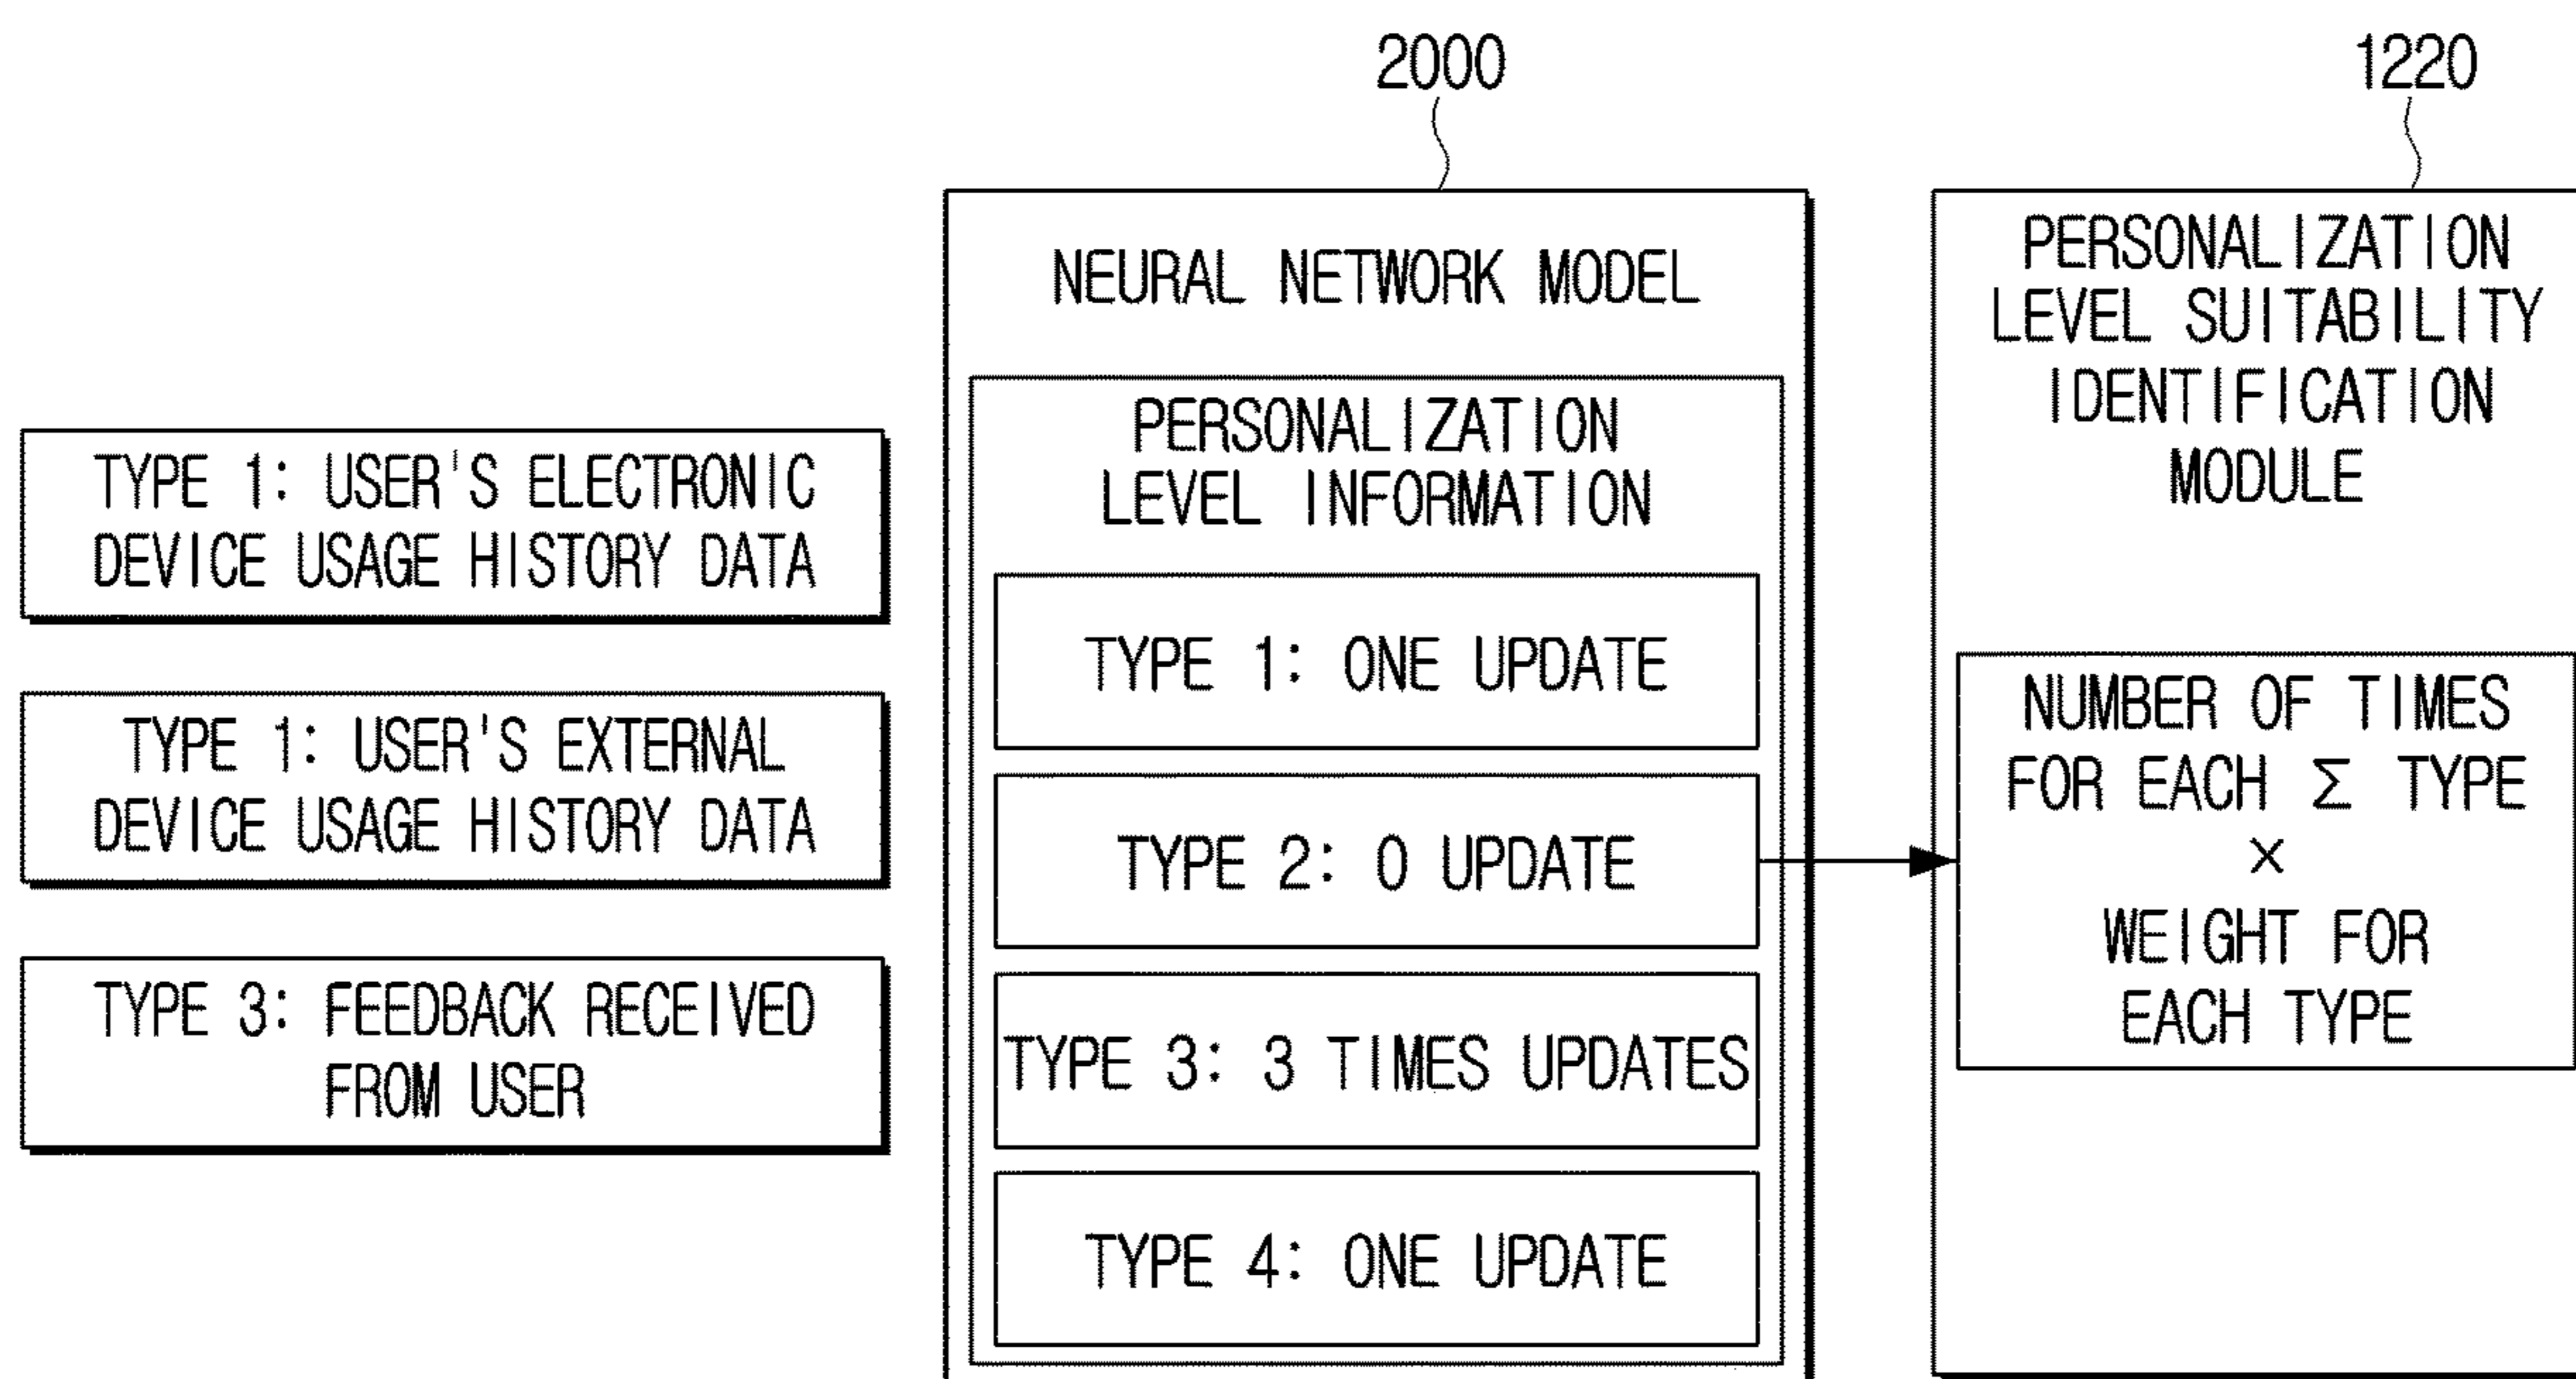 2000
1220
TYPE 1: USER'S ELECTRONIC
DEVICE USAGE HISTORY DATA
TYPE 1: USER'S EXTERNAL
DEVICE USAGE HISTORY DATA
TYPE 3: FEEDBACK RECEIVED
FROM USER
NEURAL NETWORK MODEL
PERSONALIZATION
LEVEL INFORMATION
TYPE 1: ONE UPDATE
TYPE 2: 0 UPDATE
TYPE 3: 3 TIMES UPDATES
TYPE 4: ONE UPDATE
PERSONALIZATION
LEVEL SUITABILITY
IDENTIFICATION
MODULE
NUMBER OF TIMES
FOR EACH Σ TYPE
×
WEIGHT FOR
EACH TYPE